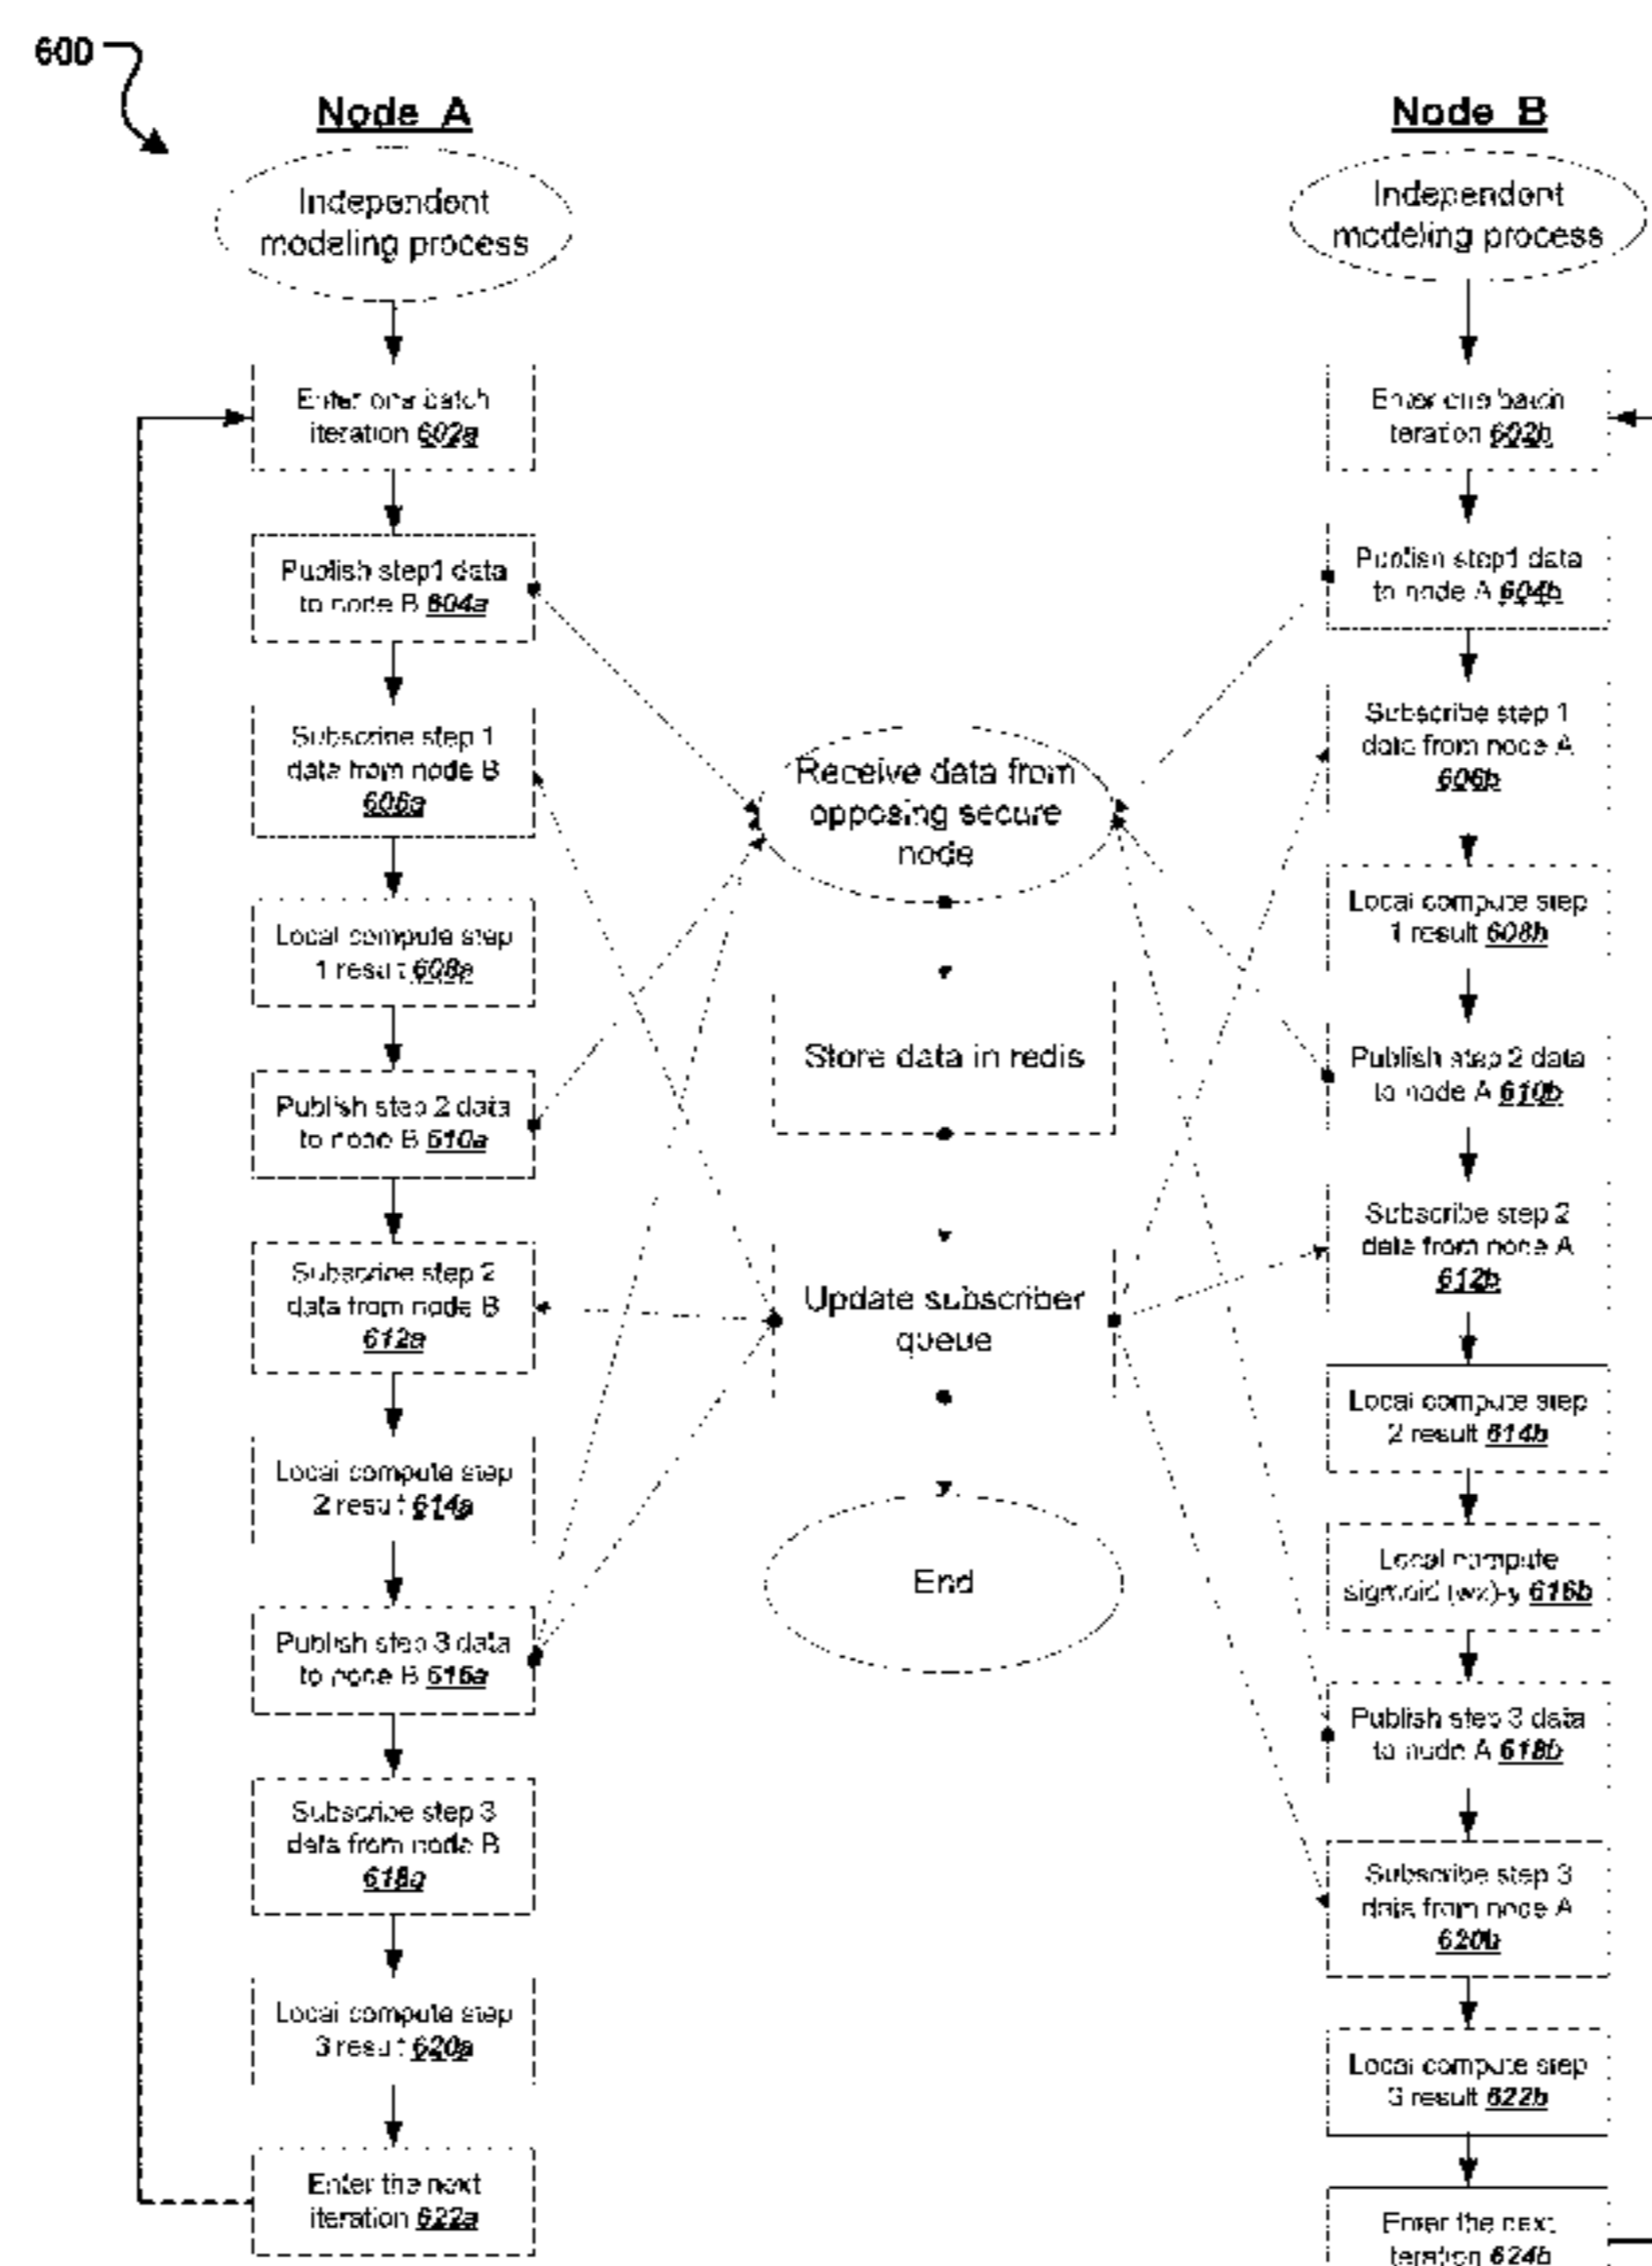 600
Node A
Independent
modeling process
Enter one batch
iteration 602a
Publish step1 data
to node B 604a
Subscribe step 1
data from node B
606a
Local compute step
1 result 608a
Publish step 2 data
to node B 610a
Subscribe step 2
data from node B
612a
Local compute step
2 result 614a
Publish step 3 data
to node B 616a
Subscribe step 3
data from node B
618a
Local compute step
3 result 620a
Enter the next
iteration 622a
Receive data from
opposing secure
node
Store data in redis
Update subscriber
queue
End
Node B
Independent
modeling process
Enter one batch
iteration 602b
Publish step1 data
to node A 604b
Subscribe step 1
data from node A
606b
Local compute step
1 result 608b
Publish step 2 data
to node A 610b
Subscribe step 2
data from node A
612b
Local compute step
2 result 614b
Local compute
sigmoid (wx)-y 616b
Publish step 3 data
to node A 618b
Subscribe step 3
data from node A
620b
Local compute step
3 result 622b
Enter the next
iteration 624b